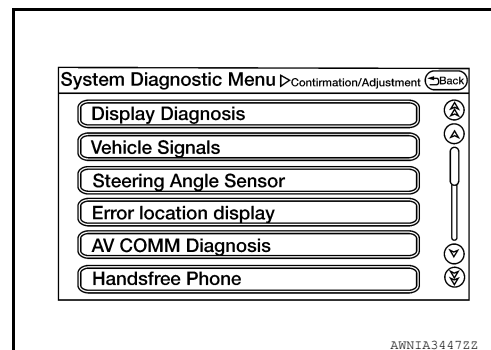 System Diagnostic Menu ▷Contirmation/Adjustment Back
Display Diagnosis
Vehicle Signals
Steering Angle Sensor
Error location display
AV COMM Diagnosis
Handsfree Phone
AWNIA3447ZZ